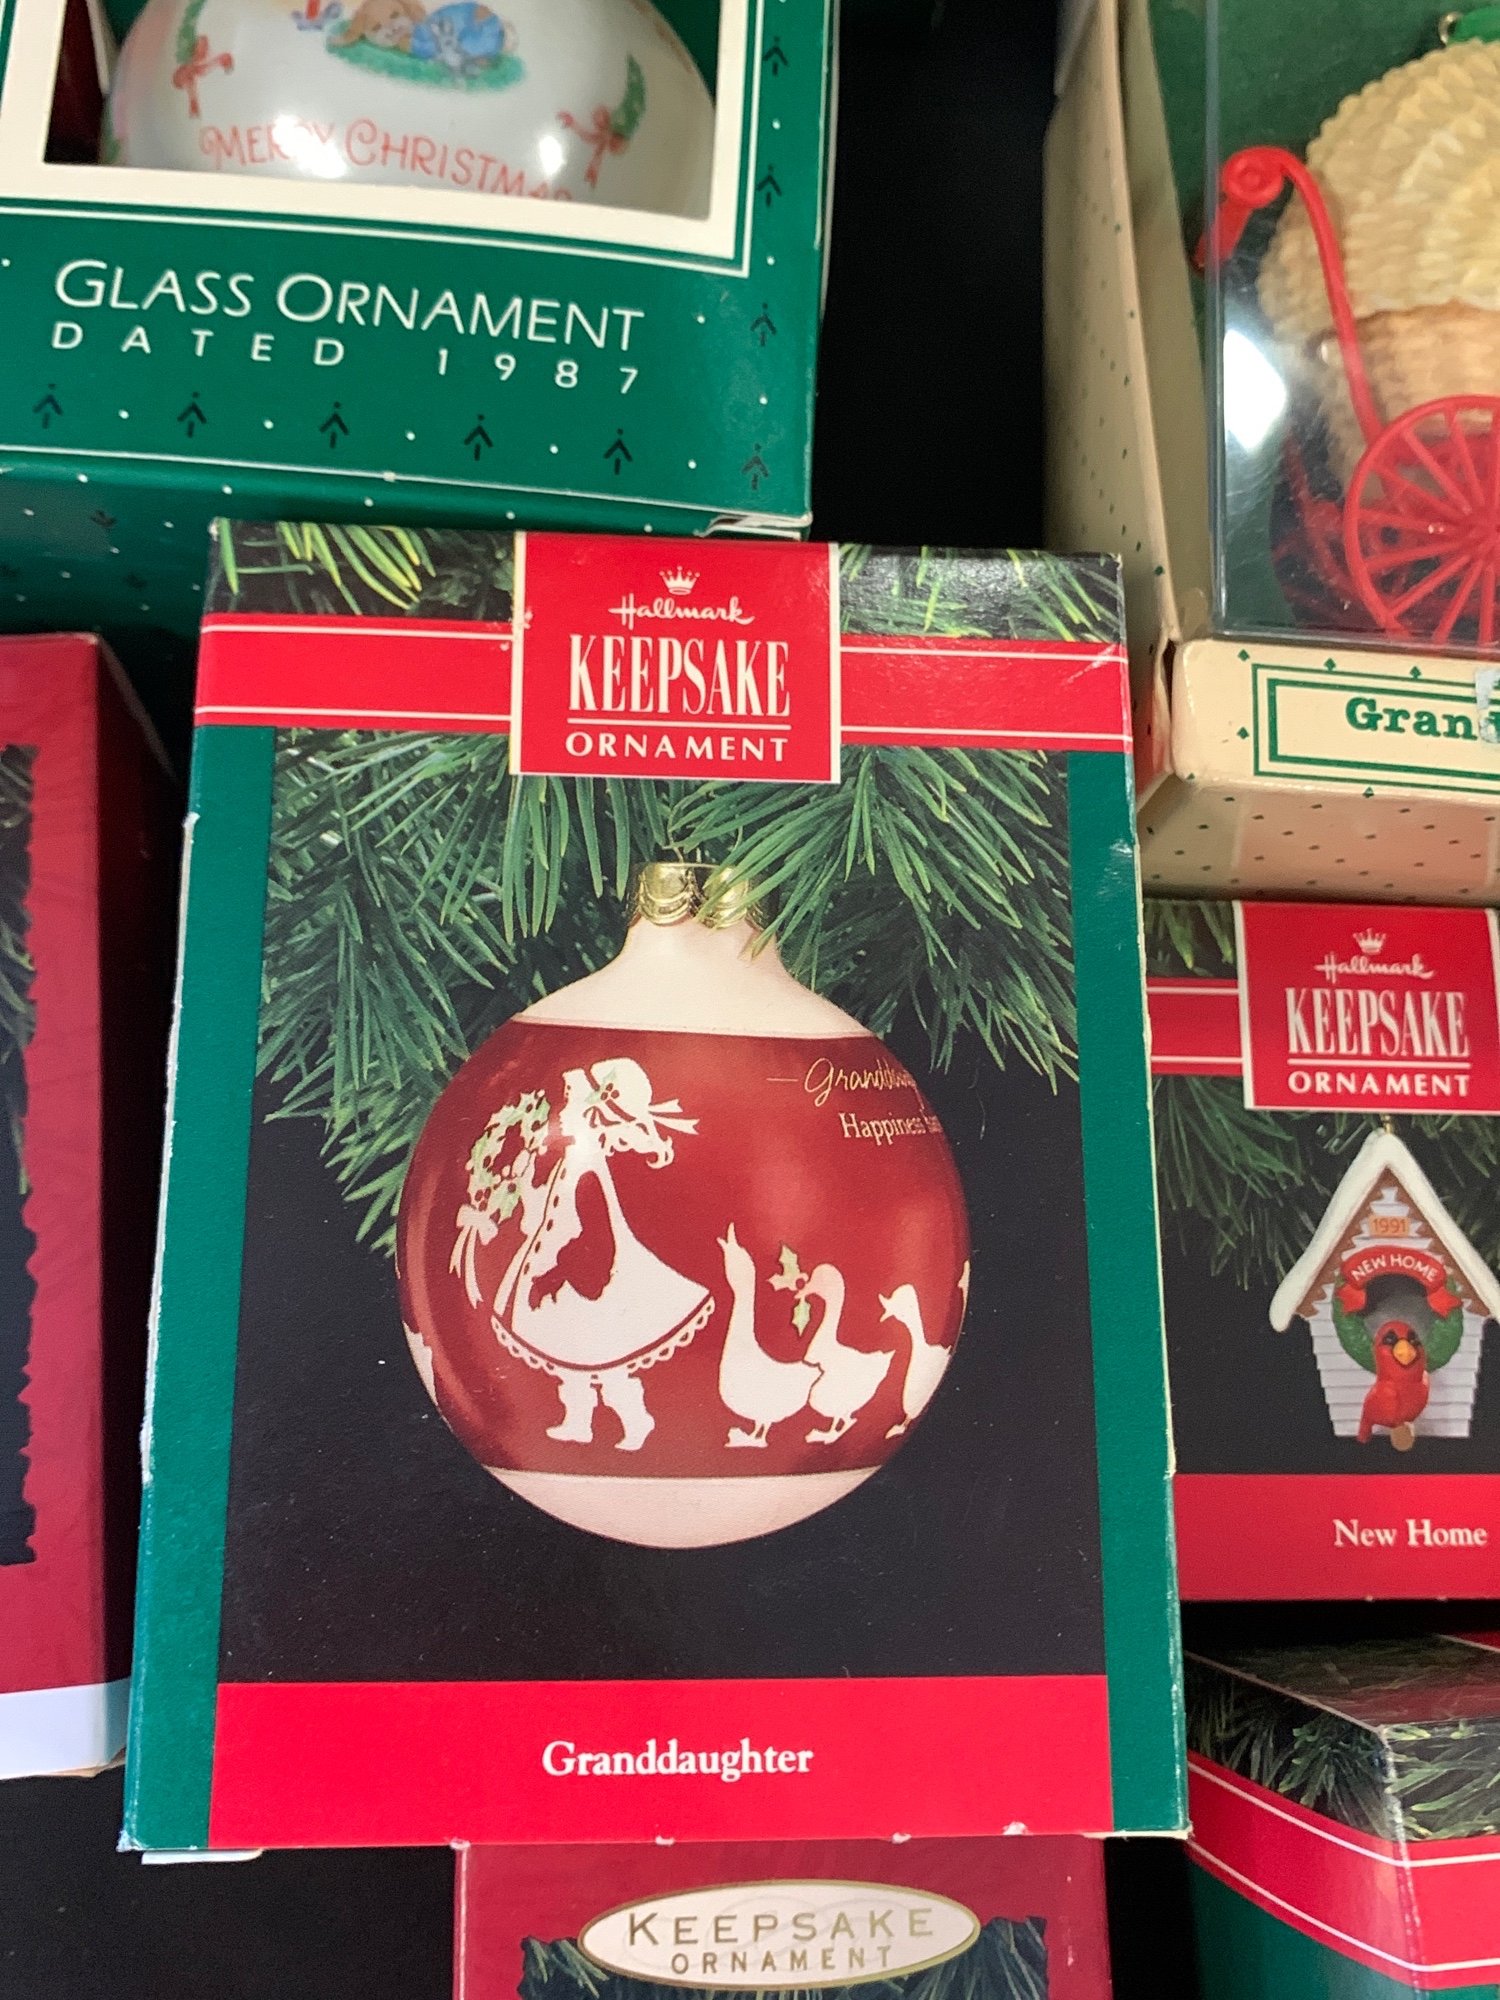 MERRY CHRISTMAS
GLASS ORNAMENT
DATED 1987
Hallmark
KEEPSAKE
ORNAMENT
Happiness
Granddaughter
Hallmark
KEEPSAKE
ORNAMENT
1991
NEW HOME
New Home
KEEPSAKE
ORNAMENT